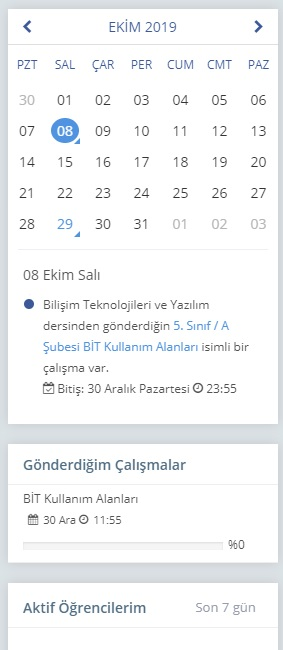 EKİM 2019
PZT SAL ÇAR PER CUM CMT PAZ
30 01 02 03 04 05 06
07 08 09 10 11 12 13
14 15 16 17 18 19 20
21 22 23 24 25 26 27
28 29 30 31 01 02 03
08 Ekim Salı
Bilişim Teknolojileri ve Yazılım
dersinden gönderdiğin 5. Sınıf / A
Şubesi BİT Kullanım Alanları isimli bir
çalışma var.
Bitiş: 30 Aralık Pazartesi 23:55
Gönderdiğim Çalışmalar
BİT Kullanım Alanları
30 Ara 11:55
%0
Aktif Öğrencilerim Son 7 gün